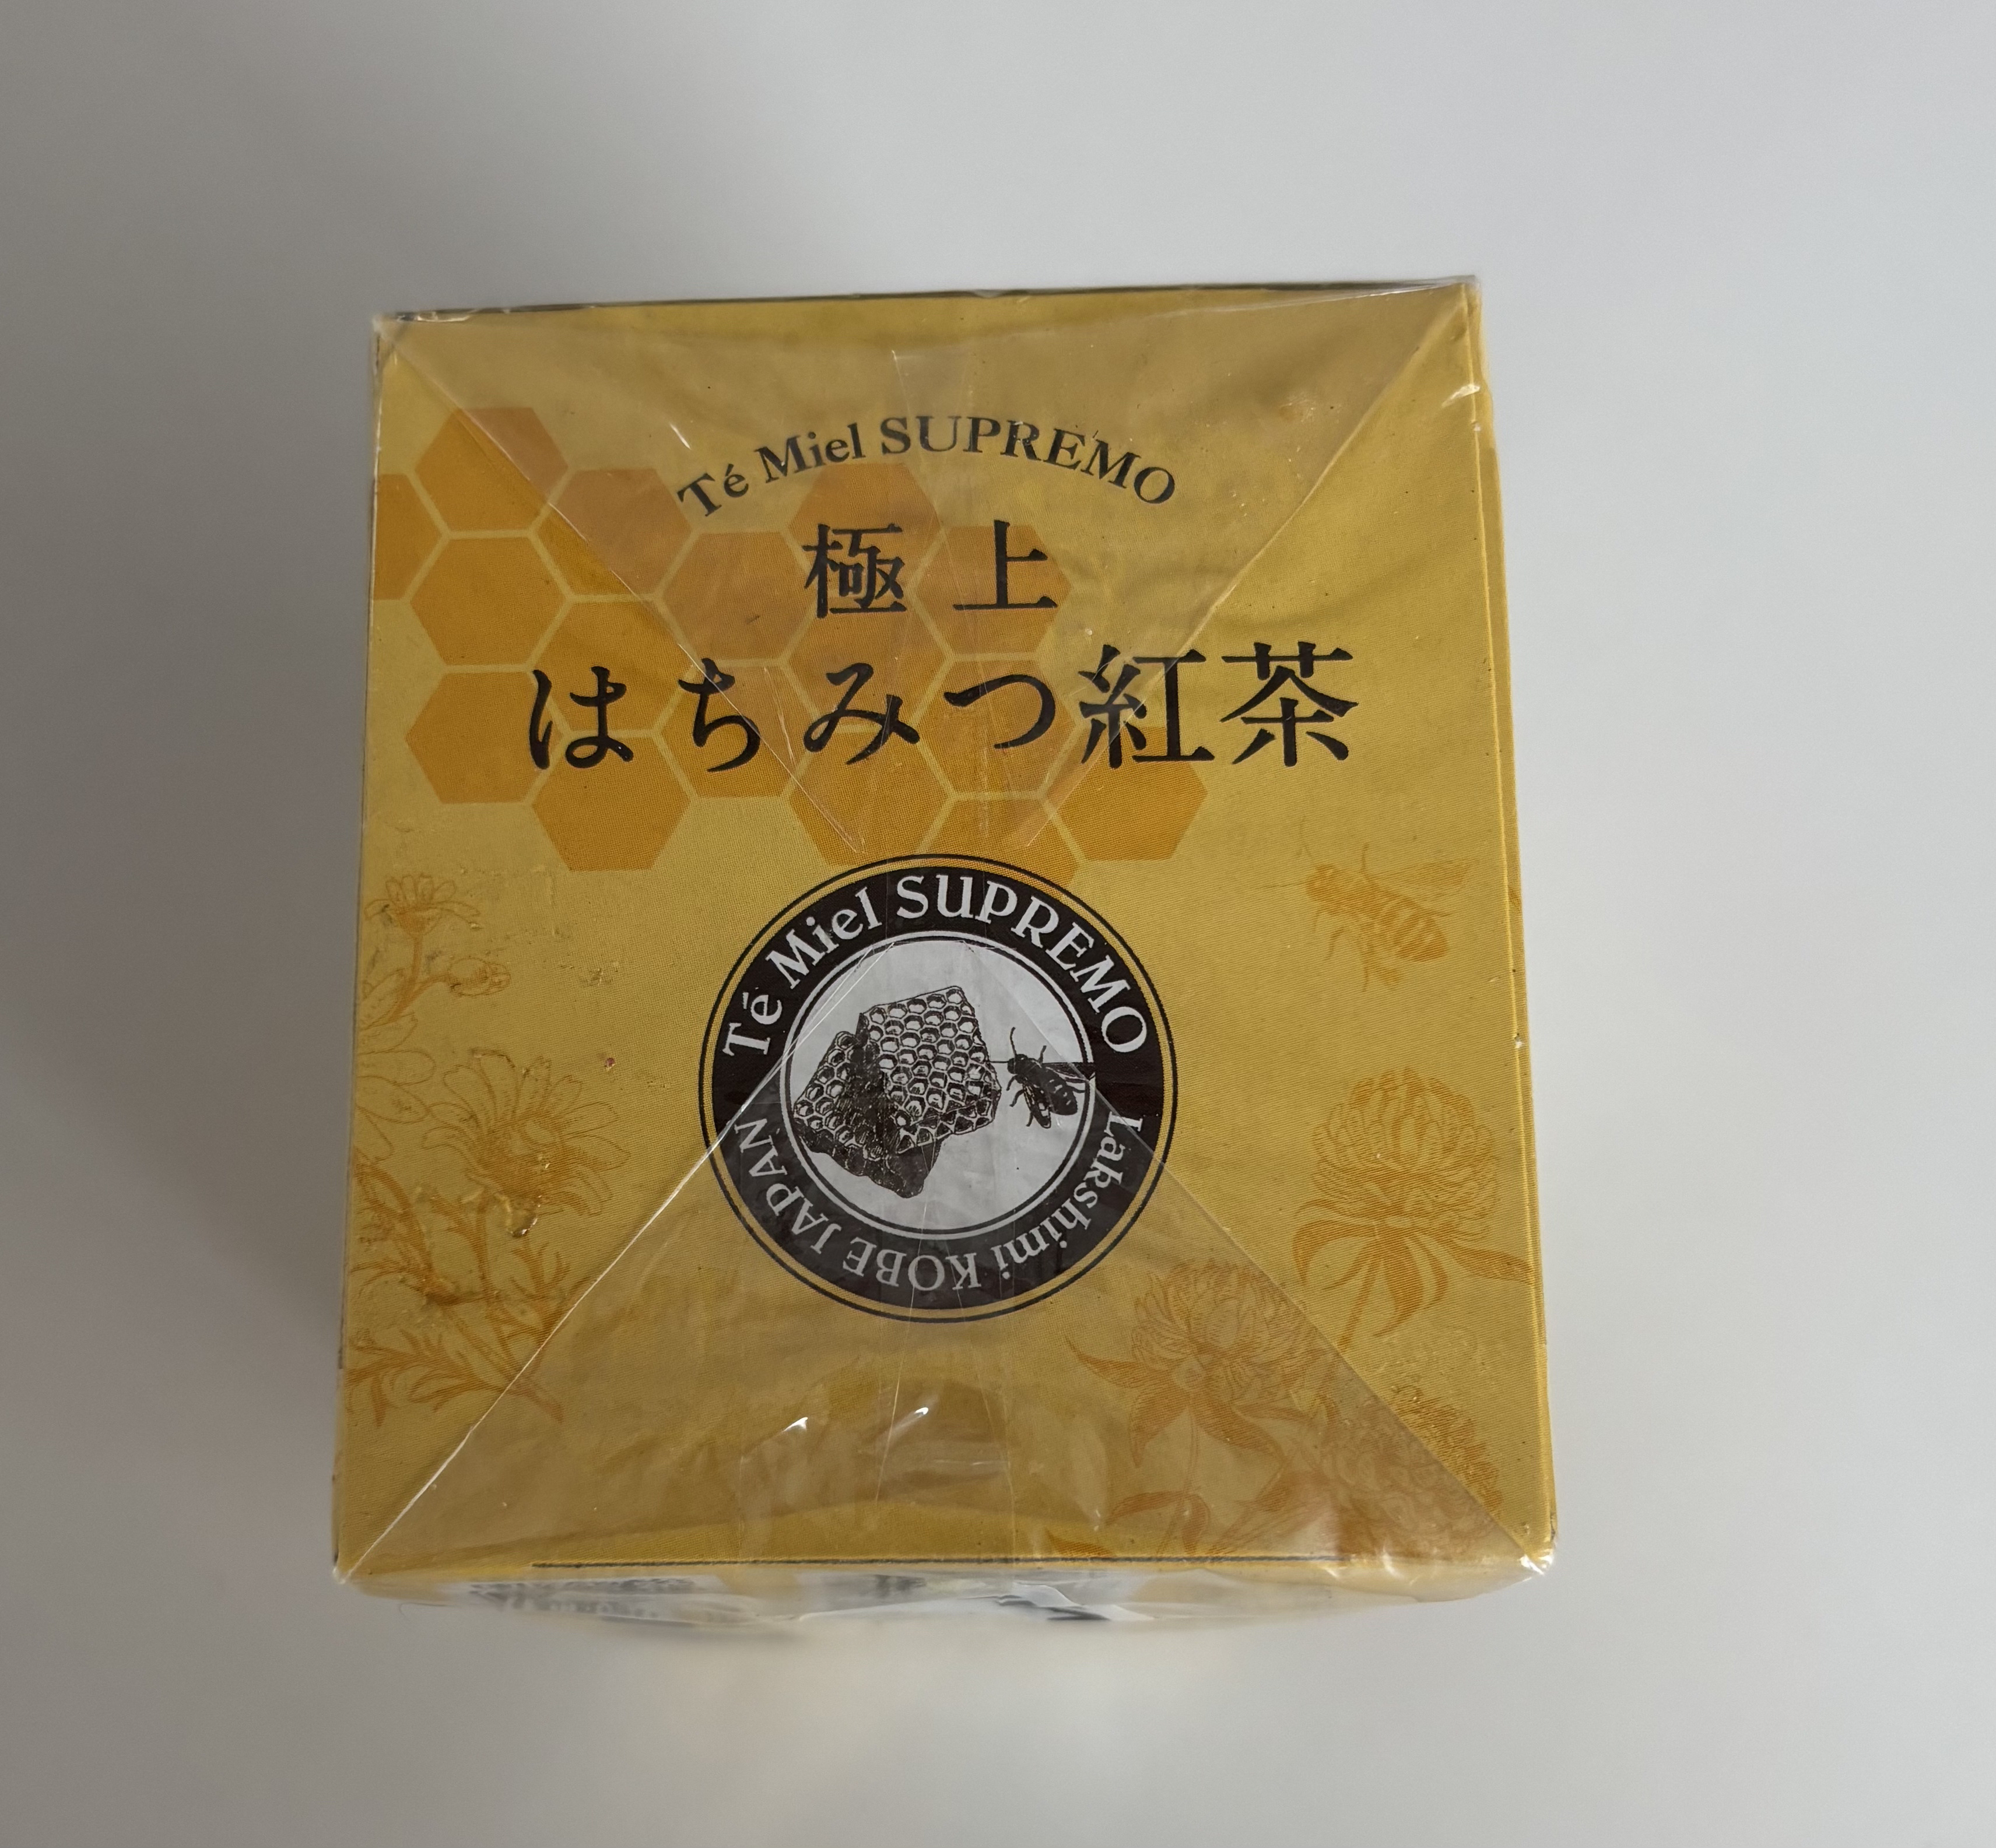 Té Miel SUPREMO
極上
はちみつ紅茶
Té Miel SUPREMO
Lakshimi KOBE JAPAN